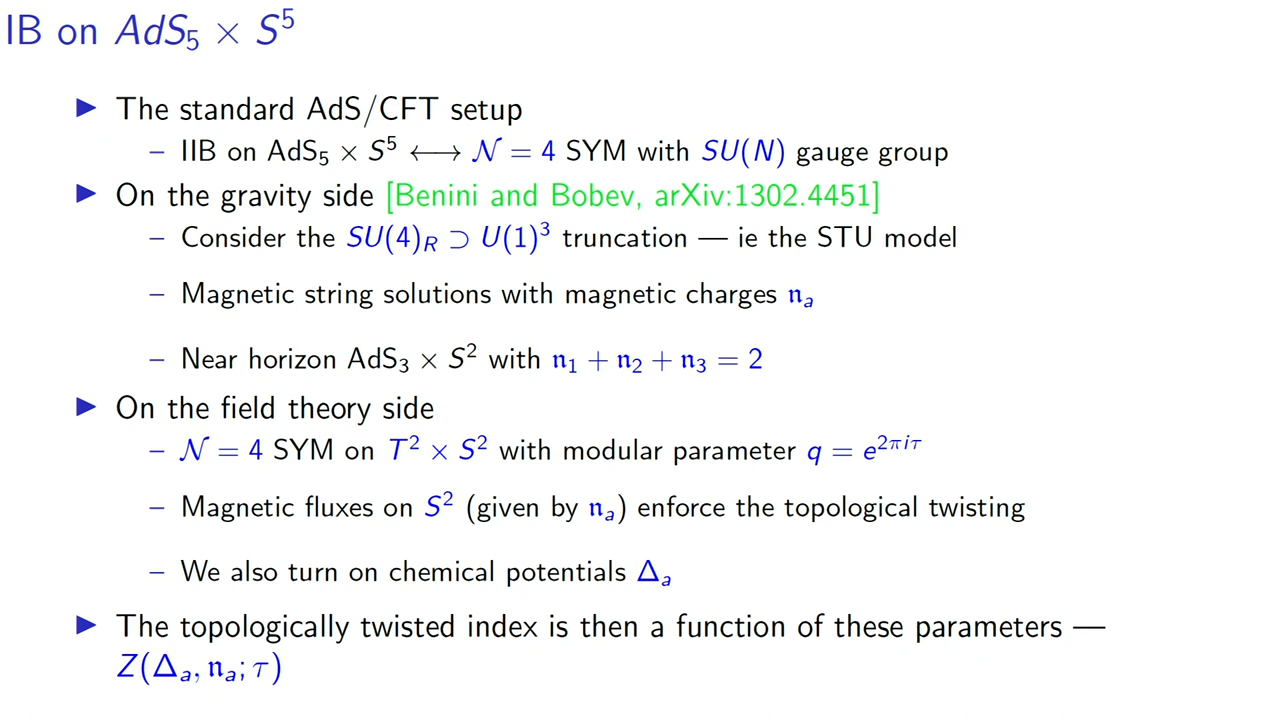 IB on AdS₅ × S⁵
▶ The standard AdS/CFT setup
– IIB on AdS₅ × S⁵ ⟷ 𝒩 = 4 SYM with SU(N) gauge group
▶ On the gravity side [Benini and Bobev, arXiv:1302.4451]
– Consider the SU(4)_R ⊃ U(1)³ truncation — ie the STU model
– Magnetic string solutions with magnetic charges 𝔫ₐ
– Near horizon AdS₃ × S² with 𝔫₁ + 𝔫₂ + 𝔫₃ = 2
▶ On the field theory side
– 𝒩 = 4 SYM on T² × S² with modular parameter q = e^{2πiτ}
– Magnetic fluxes on S² (given by 𝔫ₐ) enforce the topological twisting
– We also turn on chemical potentials Δₐ
▶ The topologically twisted index is then a function of these parameters —
Z(Δₐ, 𝔫ₐ; τ)